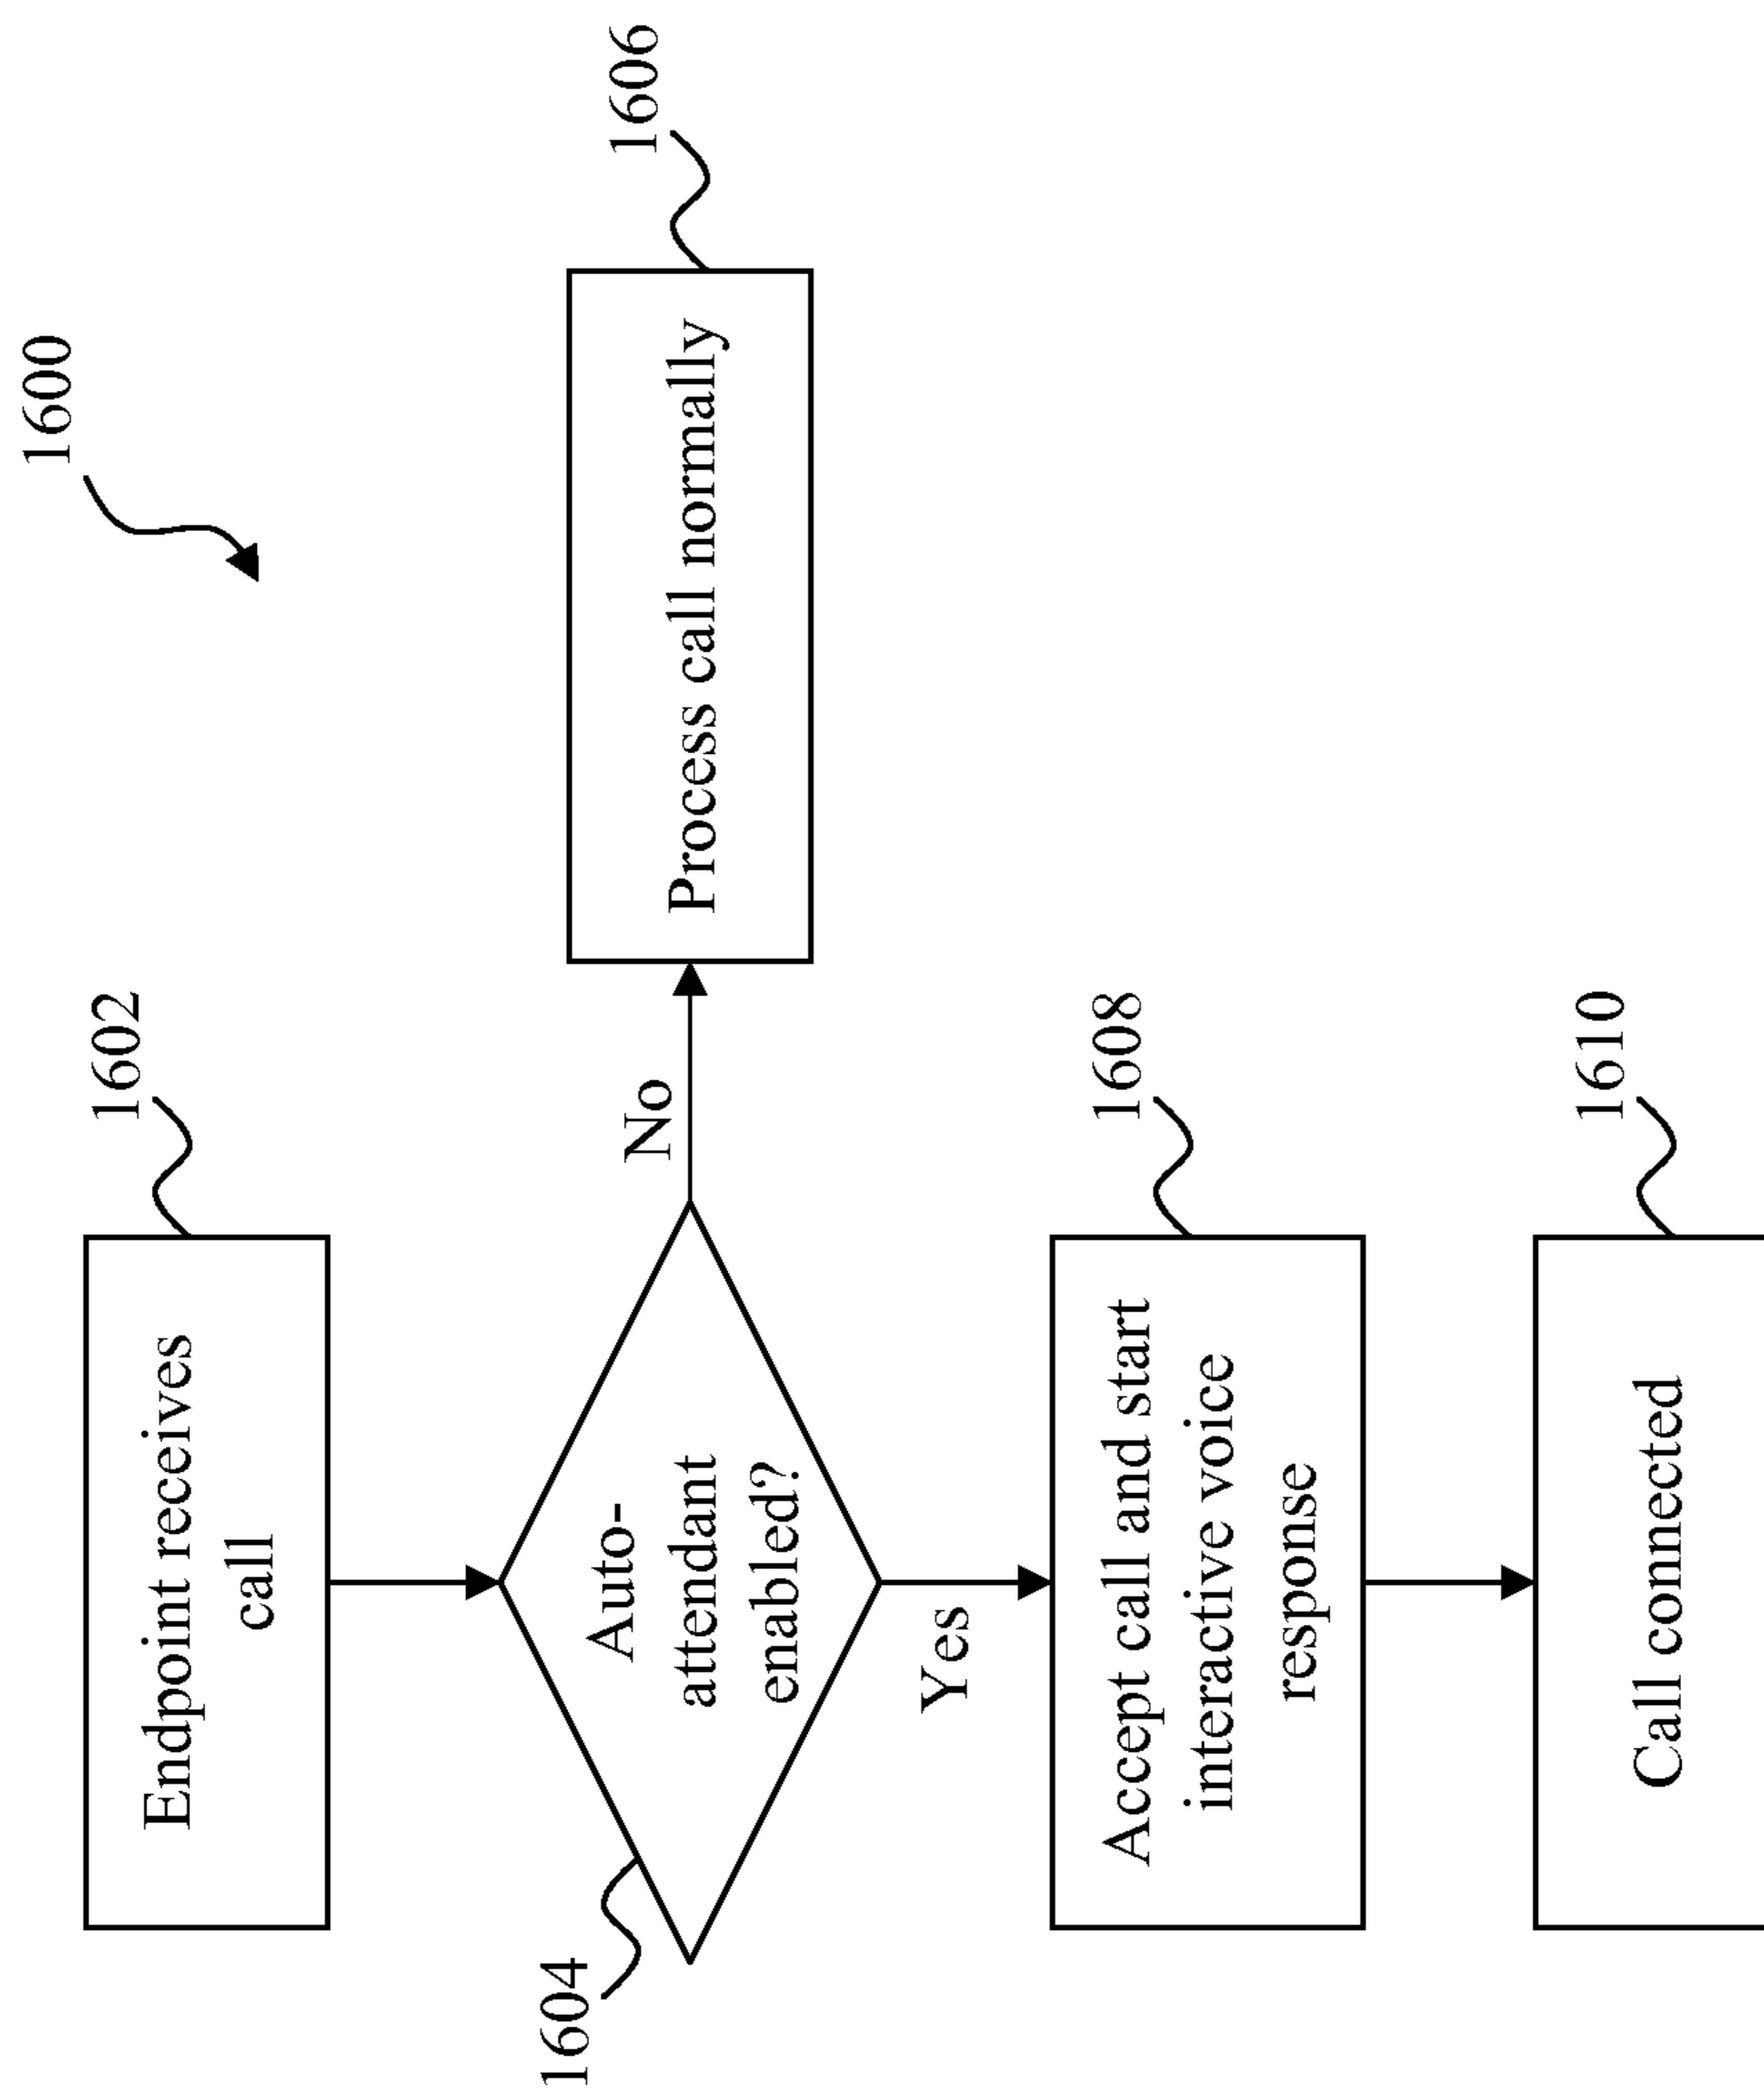 1600
1602
Endpoint receives
call
1604
Auto-
attendant
enabled?
No
1606
Process call normally
Yes
1608
Accept call and start
interactive voice
response
1610
Call connected